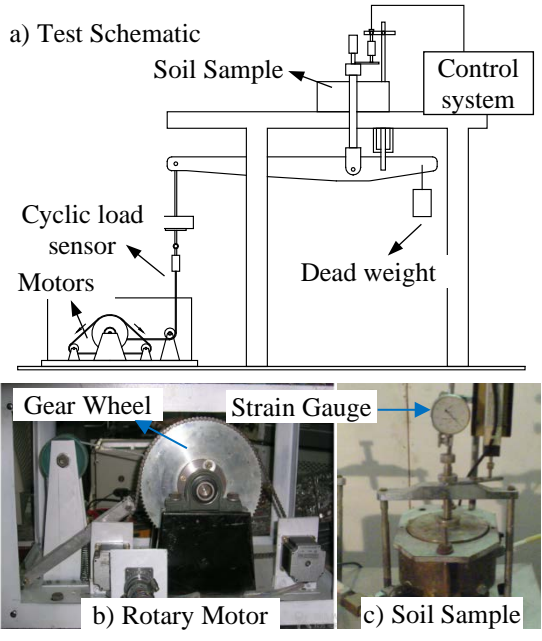 a) Test Schematic
Soil Sample
Control
system
Cyclic load
sensor
Motors
Dead weight
Gear Wheel
Strain Gauge
b) Rotary Motor
c) Soil Sample